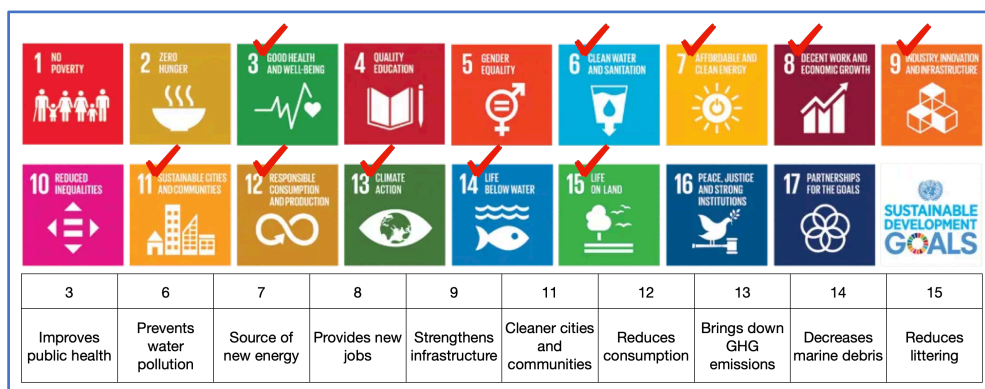 1 NO
POVERTY
2 ZERO
HUNGER
3 GOOD HEALTH
AND WELL-BEING
4 QUALITY
EDUCATION
5 GENDER
EQUALITY
6 CLEAN WATER
AND SANITATION
7 AFFORDABLE AND
CLEAN ENERGY
8 DECENT WORK AND
ECONOMIC GROWTH
9 INDUSTRY, INNOVATION
AND INFRASTRUCTURE
10 REDUCED
INEQUALITIES
11 SUSTAINABLE CITIES
AND COMMUNITIES
12 RESPONSIBLE
CONSUMPTION
AND PRODUCTION
13 CLIMATE
ACTION
14 LIFE
BELOW WATER
15 LIFE
ON LAND
16 PEACE, JUSTICE
AND STRONG
INSTITUTIONS
17 PARTNERSHIPS
FOR THE GOALS
SUSTAINABLE
DEVELOPMENT
GOALS
3 6 7 8 9 11 12 13 14 15
Improves
public health
Prevents
water
pollution
Source of
new energy
Provides new
jobs
Strengthens
infrastructure
Cleaner cities
and
communities
Reduces
consumption
Brings down
GHG
emissions
Decreases
marine debris
Reduces
littering